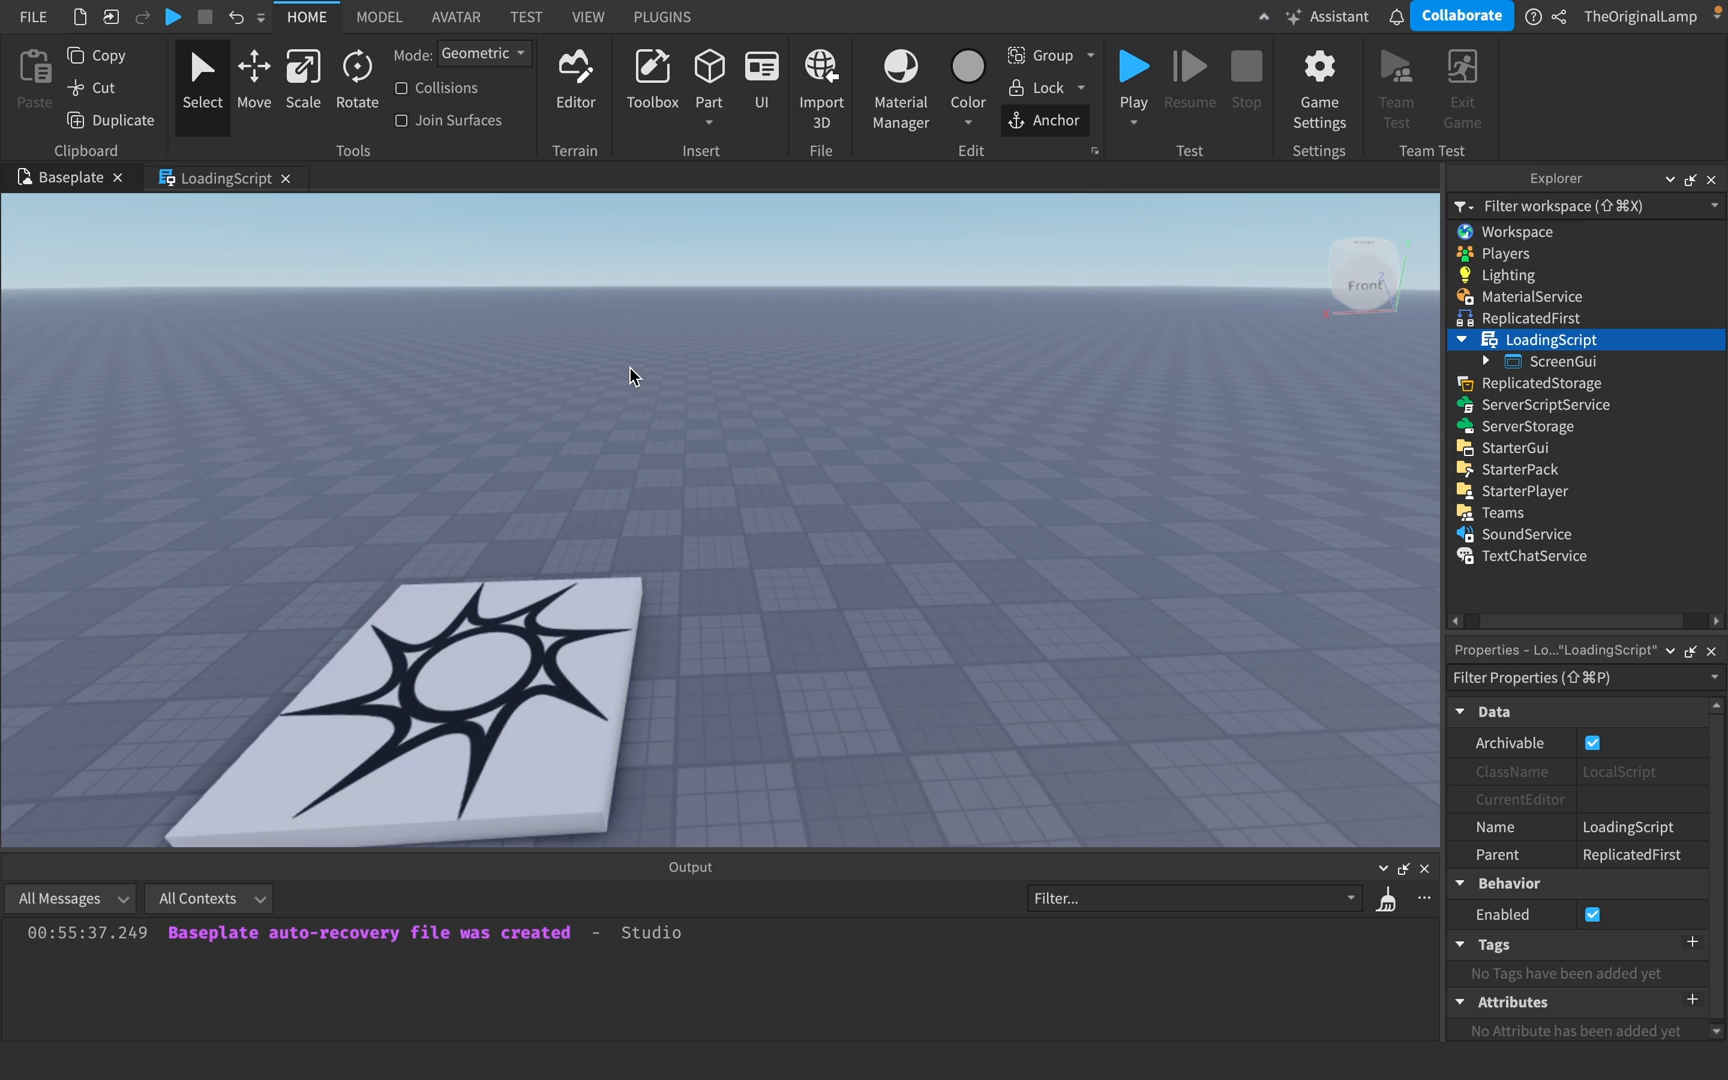 FILE HOME MODEL AVATAR TEST VIEW PLUGINS Assistant Collaborate TheOriginalLamp
Paste Copy Cut Duplicate Clipboard
Select Move Scale Rotate Mode: Geometric Collisions Join Surfaces Tools
Editor Terrain
Toolbox Part UI Insert
Import 3D File
Material Manager Color Group Lock Anchor Edit
Play Resume Stop Test
Game Settings Settings
Team Test Exit Game Team Test
Baseplate LoadingScript
Front
X
Z
Explorer
Filter workspace (⇧⌘X)
Workspace
Players
Lighting
MaterialService
ReplicatedFirst
LoadingScript
ScreenGui
ReplicatedStorage
ServerScriptService
ServerStorage
StarterGui
StarterPack
StarterPlayer
Teams
SoundService
TextChatService
Properties - Lo..."LoadingScript"
Filter Properties (⇧⌘P)
Data
Archivable
ClassName LocalScript
CurrentEditor
Name LoadingScript
Parent ReplicatedFirst
Behavior
Enabled
Tags
No Tags have been added yet
Attributes
No Attribute has been added yet
Output
All Messages All Contexts Filter...
00:55:37.249 Baseplate auto-recovery file was created - Studio